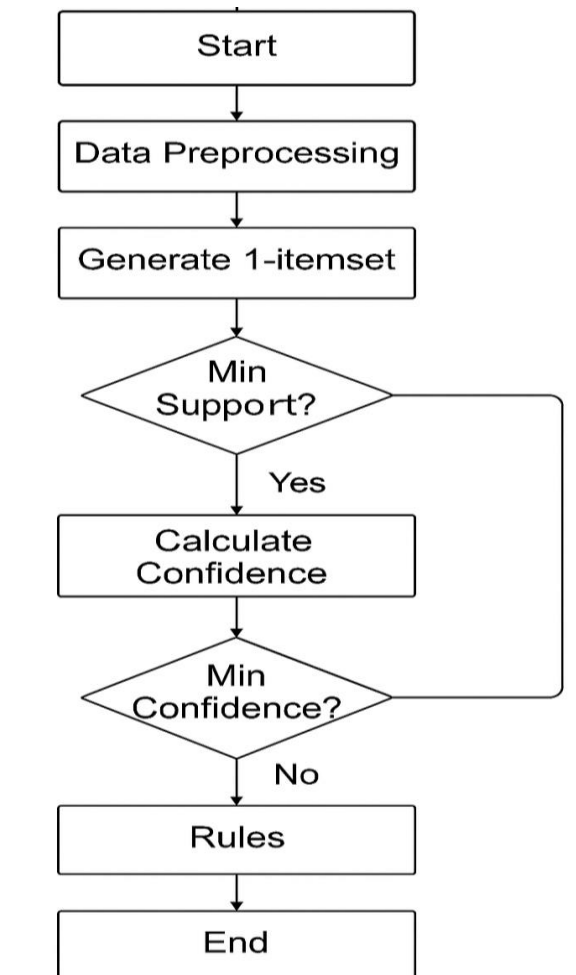 Start
Data Preprocessing
Generate 1-itemset
Min
Support?
Yes
Calculate
Confidence
Min
Confidence?
No
Rules
End